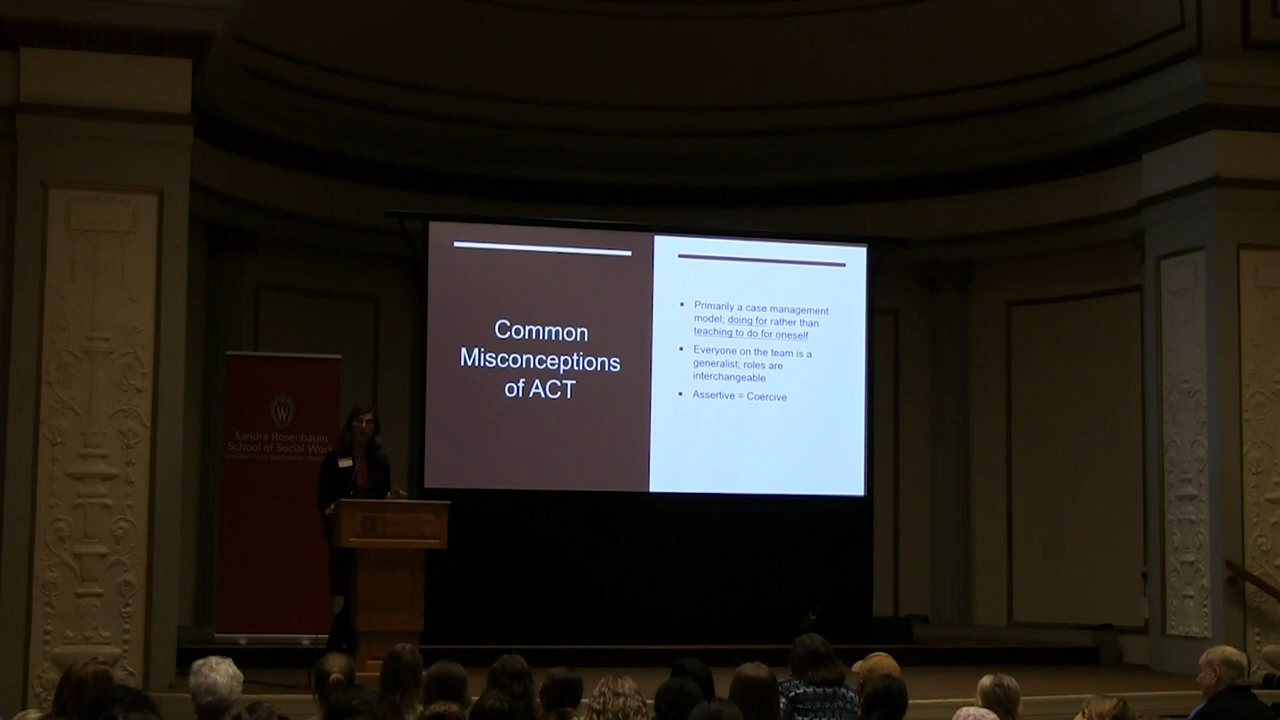 Common
Misconceptions
of ACT
▪ Primarily a case management
model; doing for rather than
teaching to do for oneself
▪ Everyone on the team is a
generalist; roles are
interchangeable
▪ Assertive = Coercive
W
Sandra Rosenbaum
School of Social Work